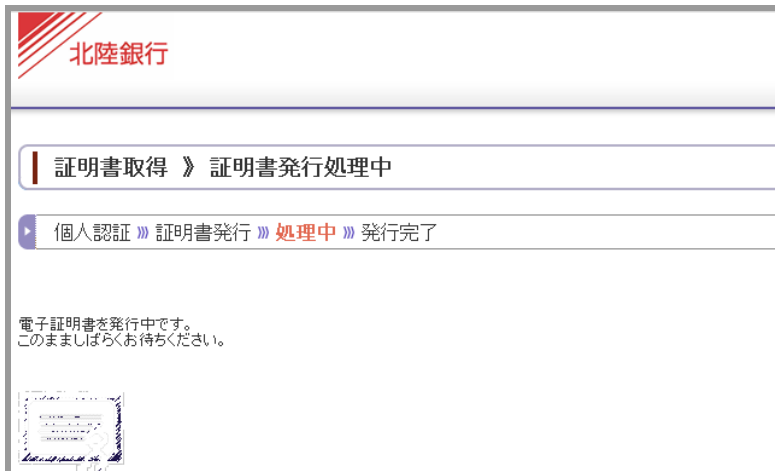 北陸銀行
証明書取得 》 証明書発行処理中
個人認証 》》 証明書発行 》》 処理中 》》 発行完了
電子証明書を発行中です。
このまましばらくお待ちください。